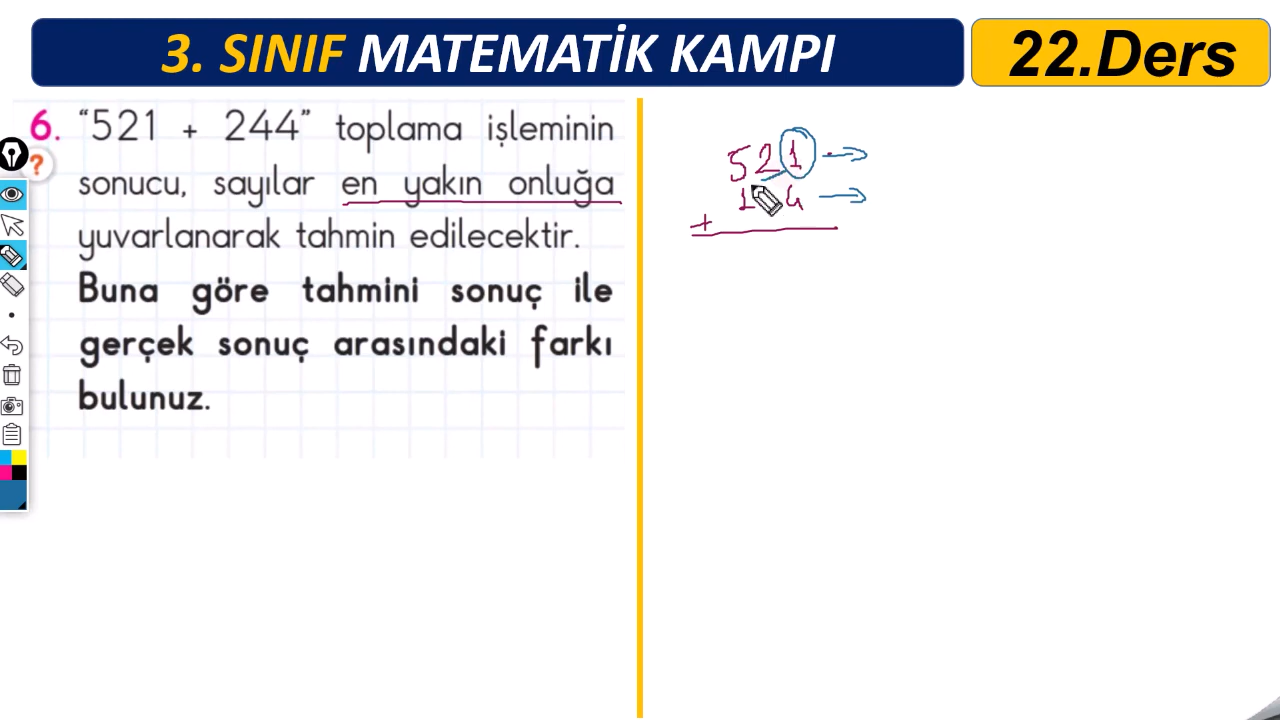 3. SINIF MATEMATİK KAMPI
22.Ders
6. “521 + 244” toplama işleminin
? sonucu, sayılar en yakın onluğa
yuvarlanarak tahmin edilecektir.
Buna göre tahmini sonuç ile
gerçek sonuç arasındaki farkı
bulunuz.
521
+